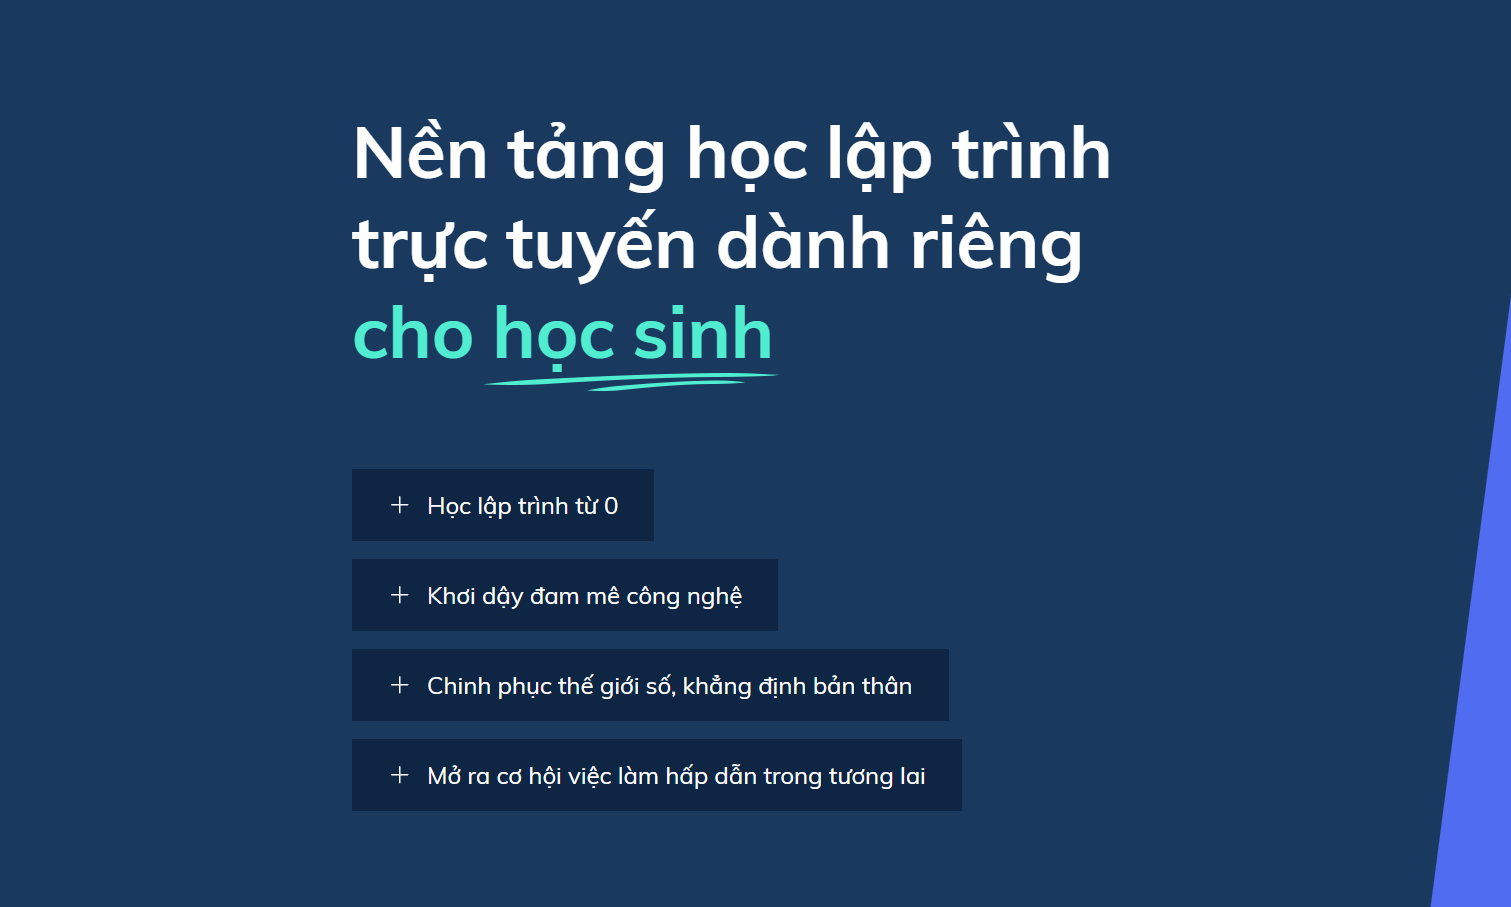 Nền tảng học lập trình
trực tuyến dành riêng
cho học sinh
+ Học lập trình từ 0
+ Khơi dậy đam mê công nghệ
+ Chinh phục thế giới số, khẳng định bản thân
+ Mở ra cơ hội việc làm hấp dẫn trong tương lai